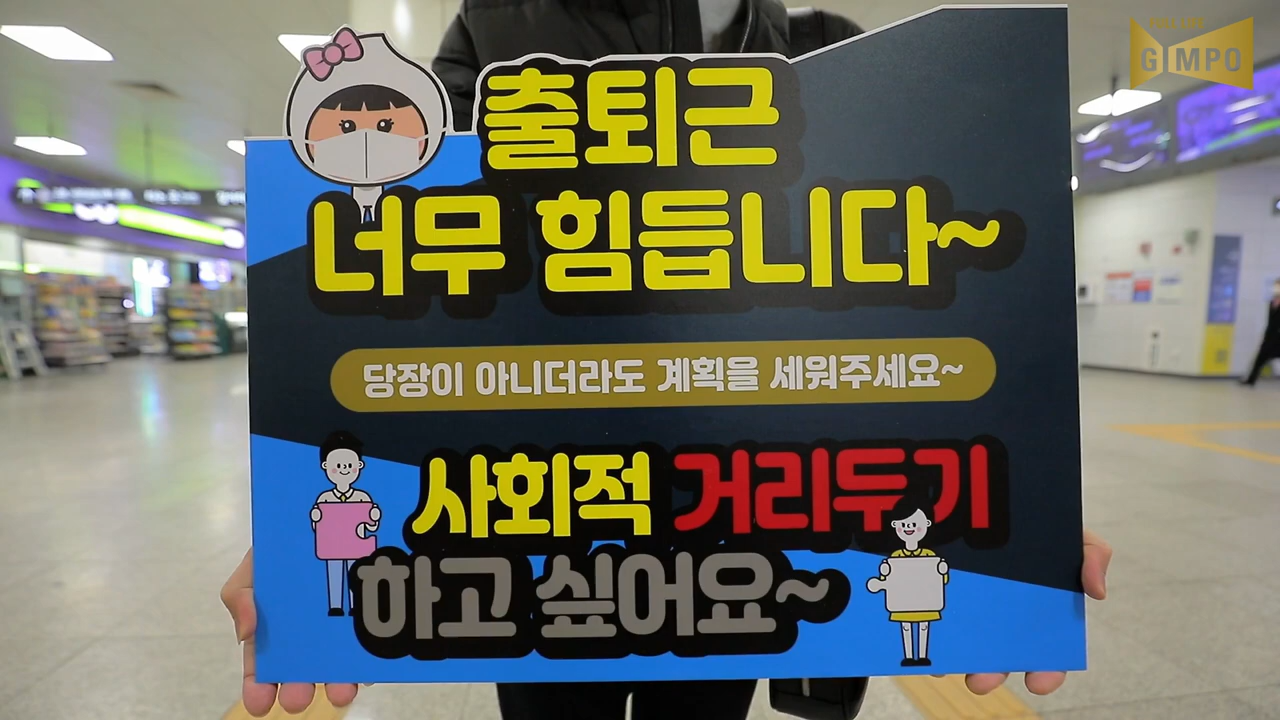 GIMPO
출퇴근
너무 힘듭니다~
당장이 아니더라도 계획을 세워주세요~
사회적 거리두기
하고 싶어요~